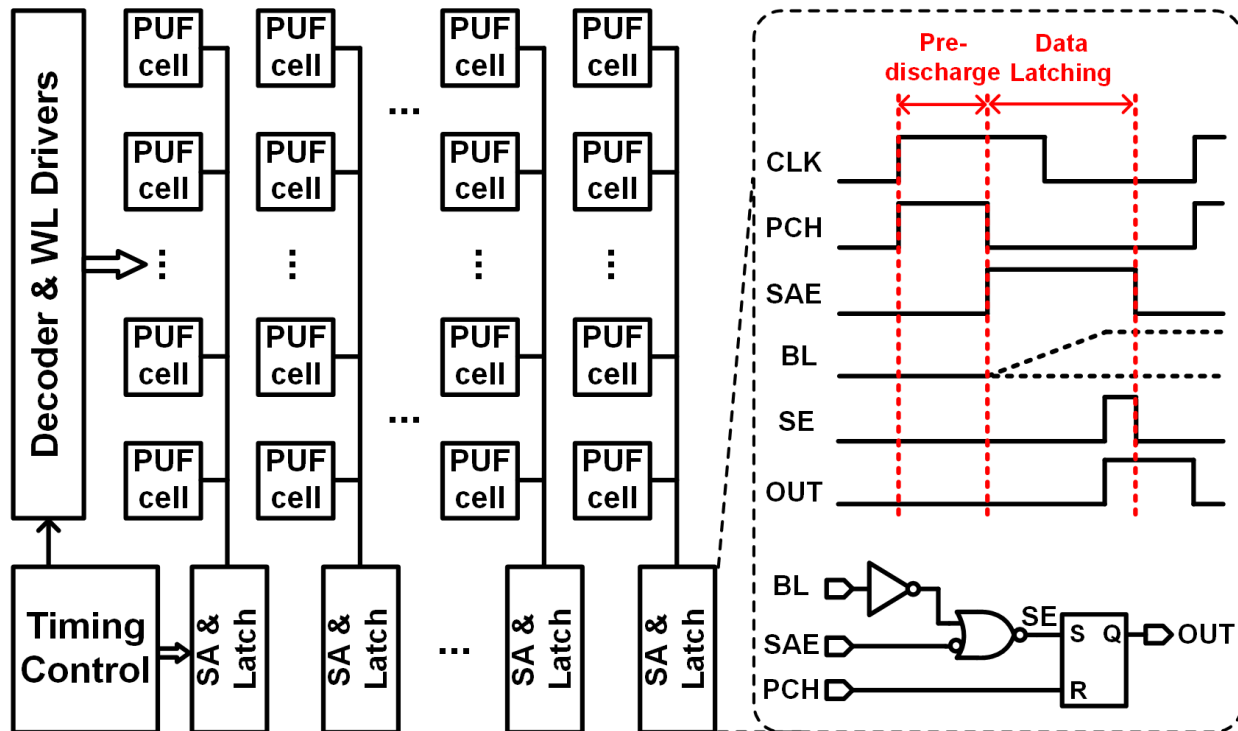 Decoder & WL Drivers
PUF
cell
PUF
cell
PUF
cell
PUF
cell
...
PUF
cell
PUF
cell
PUF
cell
PUF
cell
...
...
...
...
PUF
cell
PUF
cell
PUF
cell
PUF
cell
...
PUF
cell
PUF
cell
PUF
cell
PUF
cell
Timing
Control
SA &
Latch
SA &
Latch
...
SA &
Latch
SA &
Latch
Pre-
discharge
Data
Latching
CLK
PCH
SAE
BL
SE
OUT
BL
SAE
PCH
SE
S
Q
R
OUT